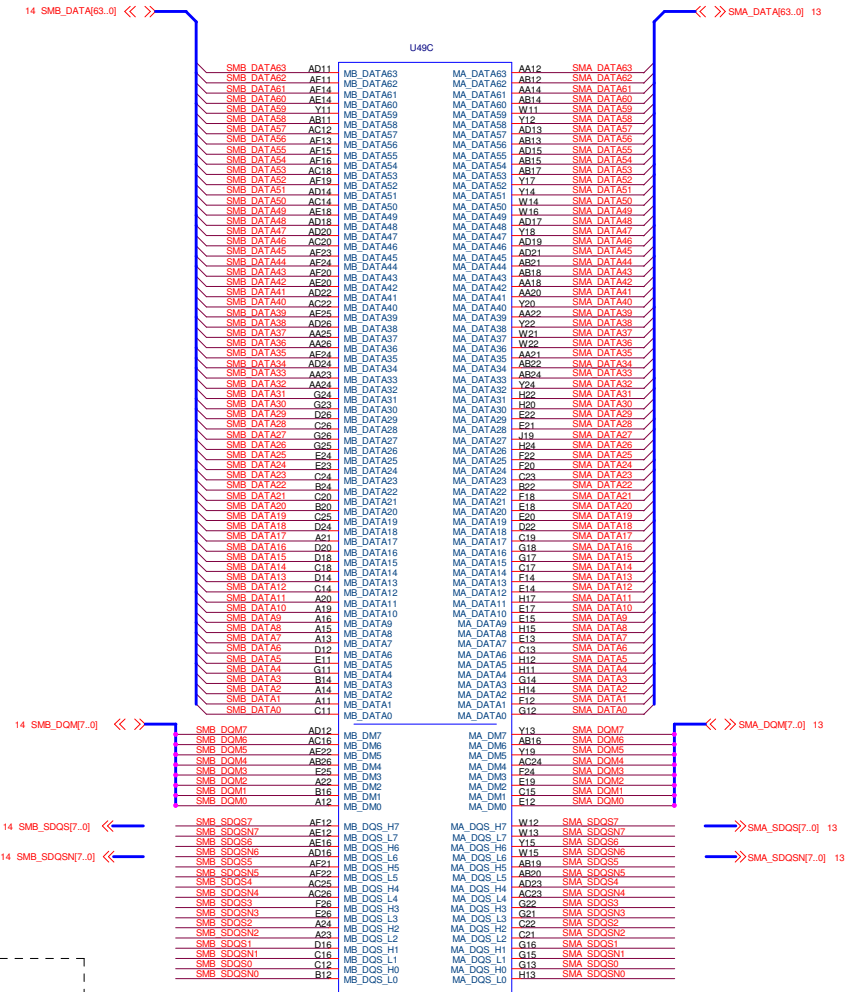 14 SMB_DATA[63..0] SMA_DATA[63..0] 13
U49C
SMB_DATA63 AD11 MB_DATA63 MA_DATA63 AA12 SMA_DATA63
SMB_DATA62 AF11 MB_DATA62 MA_DATA62 AB12 SMA_DATA62
SMB_DATA61 AF14 MB_DATA61 MA_DATA61 AA14 SMA_DATA61
SMB_DATA60 AE14 MB_DATA60 MA_DATA60 AB14 SMA_DATA60
SMB_DATA59 Y11 MB_DATA59 MA_DATA59 W11 SMA_DATA59
SMB_DATA58 AB11 MB_DATA58 MA_DATA58 Y12 SMA_DATA58
SMB_DATA57 AC12 MB_DATA57 MA_DATA57 AD13 SMA_DATA57
SMB_DATA56 AF13 MB_DATA56 MA_DATA56 AB13 SMA_DATA56
SMB_DATA55 AF15 MB_DATA55 MA_DATA55 AD15 SMA_DATA55
SMB_DATA54 AF16 MB_DATA54 MA_DATA54 AB15 SMA_DATA54
SMB_DATA53 AC18 MB_DATA53 MA_DATA53 AB17 SMA_DATA53
SMB_DATA52 AF19 MB_DATA52 MA_DATA52 Y17 SMA_DATA52
SMB_DATA51 AD14 MB_DATA51 MA_DATA51 Y14 SMA_DATA51
SMB_DATA50 AC14 MB_DATA50 MA_DATA50 W14 SMA_DATA50
SMB_DATA49 AE18 MB_DATA49 MA_DATA49 W16 SMA_DATA49
SMB_DATA48 AD18 MB_DATA48 MA_DATA48 AD17 SMA_DATA48
SMB_DATA47 AD20 MB_DATA47 MA_DATA47 Y18 SMA_DATA47
SMB_DATA46 AC20 MB_DATA46 MA_DATA46 AD19 SMA_DATA46
SMB_DATA45 AF23 MB_DATA45 MA_DATA45 AD21 SMA_DATA45
SMB_DATA44 AF24 MB_DATA44 MA_DATA44 AB21 SMA_DATA44
SMB_DATA43 AF20 MB_DATA43 MA_DATA43 AB18 SMA_DATA43
SMB_DATA42 AE20 MB_DATA42 MA_DATA42 AA18 SMA_DATA42
SMB_DATA41 AD22 MB_DATA41 MA_DATA41 AA20 SMA_DATA41
SMB_DATA40 AC22 MB_DATA40 MA_DATA40 Y20 SMA_DATA40
SMB_DATA39 AE25 MB_DATA39 MA_DATA39 AA22 SMA_DATA39
SMB_DATA38 AD26 MB_DATA38 MA_DATA38 Y22 SMA_DATA38
SMB_DATA37 AA25 MB_DATA37 MA_DATA37 W21 SMA_DATA37
SMB_DATA36 AA26 MB_DATA36 MA_DATA36 W22 SMA_DATA36
SMB_DATA35 AE24 MB_DATA35 MA_DATA35 AA21 SMA_DATA35
SMB_DATA34 AD24 MB_DATA34 MA_DATA34 AB22 SMA_DATA34
SMB_DATA33 AA23 MB_DATA33 MA_DATA33 AB24 SMA_DATA33
SMB_DATA32 AA24 MB_DATA32 MA_DATA32 Y24 SMA_DATA32
SMB_DATA31 G24 MB_DATA31 MA_DATA31 H22 SMA_DATA31
SMB_DATA30 G23 MB_DATA30 MA_DATA30 H20 SMA_DATA30
SMB_DATA29 D26 MB_DATA29 MA_DATA29 E22 SMA_DATA29
SMB_DATA28 C26 MB_DATA28 MA_DATA28 E21 SMA_DATA28
SMB_DATA27 G26 MB_DATA27 MA_DATA27 J19 SMA_DATA27
SMB_DATA26 G25 MB_DATA26 MA_DATA26 H24 SMA_DATA26
SMB_DATA25 E24 MB_DATA25 MA_DATA25 F22 SMA_DATA25
SMB_DATA24 E23 MB_DATA24 MA_DATA24 F20 SMA_DATA24
SMB_DATA23 C24 MB_DATA23 MA_DATA23 C23 SMA_DATA23
SMB_DATA22 B24 MB_DATA22 MA_DATA22 B22 SMA_DATA22
SMB_DATA21 C20 MB_DATA21 MA_DATA21 F18 SMA_DATA21
SMB_DATA20 B20 MB_DATA20 MA_DATA20 E18 SMA_DATA20
SMB_DATA19 C25 MB_DATA19 MA_DATA19 E20 SMA_DATA19
SMB_DATA18 D24 MB_DATA18 MA_DATA18 D22 SMA_DATA18
SMB_DATA17 A21 MB_DATA17 MA_DATA17 C19 SMA_DATA17
SMB_DATA16 D20 MB_DATA16 MA_DATA16 G18 SMA_DATA16
SMB_DATA15 D18 MB_DATA15 MA_DATA15 G17 SMA_DATA15
SMB_DATA14 C18 MB_DATA14 MA_DATA14 C17 SMA_DATA14
SMB_DATA13 D14 MB_DATA13 MA_DATA13 F14 SMA_DATA13
SMB_DATA12 C14 MB_DATA12 MA_DATA12 E14 SMA_DATA12
SMB_DATA11 A20 MB_DATA11 MA_DATA11 H17 SMA_DATA11
SMB_DATA10 A19 MB_DATA10 MA_DATA10 E17 SMA_DATA10
SMB_DATA9 A16 MB_DATA9 MA_DATA9 E15 SMA_DATA9
SMB_DATA8 A15 MB_DATA8 MA_DATA8 H15 SMA_DATA8
SMB_DATA7 A13 MB_DATA7 MA_DATA7 E13 SMA_DATA7
SMB_DATA6 D12 MB_DATA6 MA_DATA6 C13 SMA_DATA6
SMB_DATA5 E11 MB_DATA5 MA_DATA5 H12 SMA_DATA5
SMB_DATA4 G11 MB_DATA4 MA_DATA4 H11 SMA_DATA4
SMB_DATA3 B14 MB_DATA3 MA_DATA3 G14 SMA_DATA3
SMB_DATA2 A14 MB_DATA2 MA_DATA2 H14 SMA_DATA2
SMB_DATA1 A11 MB_DATA1 MA_DATA1 F12 SMA_DATA1
SMB_DATA0 C11 MB_DATA0 MA_DATA0 G12 SMA_DATA0
14 SMB_DQM[7..0] SMA_DQM[7..0] 13
SMB_DQM7 AD12 MB_DM7 MA_DM7 Y13 SMA_DQM7
SMB_DQM6 AC16 MB_DM6 MA_DM6 AB16 SMA_DQM6
SMB_DQM5 AE22 MB_DM5 MA_DM5 Y19 SMA_DQM5
SMB_DQM4 AB26 MB_DM4 MA_DM4 AC24 SMA_DQM4
SMB_DQM3 E25 MB_DM3 MA_DM3 F24 SMA_DQM3
SMB_DQM2 A22 MB_DM2 MA_DM2 E19 SMA_DQM2
SMB_DQM1 B16 MB_DM1 MA_DM1 C15 SMA_DQM1
SMB_DQM0 A12 MB_DM0 MA_DM0 E12 SMA_DQM0
14 SMB_SDQS[7..0] SMA_SDQS[7..0] 13
14 SMB_SDQSN[7..0] SMA_SDQSN[7..0] 13
SMB_SDQS7 AF12 MB_DQS_H7 MA_DQS_H7 W12 SMA_SDQS7
SMB_SDQSN7 AE12 MB_DQS_L7 MA_DQS_L7 W13 SMA_SDQSN7
SMB_SDQS6 AE16 MB_DQS_H6 MA_DQS_H6 Y15 SMA_SDQS6
SMB_SDQSN6 AD16 MB_DQS_L6 MA_DQS_L6 W15 SMA_SDQSN6
SMB_SDQS5 AF21 MB_DQS_H5 MA_DQS_H5 AB19 SMA_SDQS5
SMB_SDQSN5 AF22 MB_DQS_L5 MA_DQS_L5 AB20 SMA_SDQSN5
SMB_SDQS4 AC25 MB_DQS_H4 MA_DQS_H4 AD23 SMA_SDQS4
SMB_SDQSN4 AC26 MB_DQS_L4 MA_DQS_L4 AC23 SMA_SDQSN4
SMB_SDQS3 F26 MB_DQS_H3 MA_DQS_H3 G22 SMA_SDQS3
SMB_SDQSN3 E26 MB_DQS_L3 MA_DQS_L3 G21 SMA_SDQSN3
SMB_SDQS2 A24 MB_DQS_H2 MA_DQS_H2 C22 SMA_SDQS2
SMB_SDQSN2 A23 MB_DQS_L2 MA_DQS_L2 C21 SMA_SDQSN2
SMB_SDQS1 D16 MB_DQS_H1 MA_DQS_H1 G16 SMA_SDQS1
SMB_SDQSN1 C16 MB_DQS_L1 MA_DQS_L1 G15 SMA_SDQSN1
SMB_SDQS0 C12 MB_DQS_H0 MA_DQS_H0 G13 SMA_SDQS0
SMB_SDQSN0 B12 MB_DQS_L0 MA_DQS_L0 H13 SMA_SDQSN0